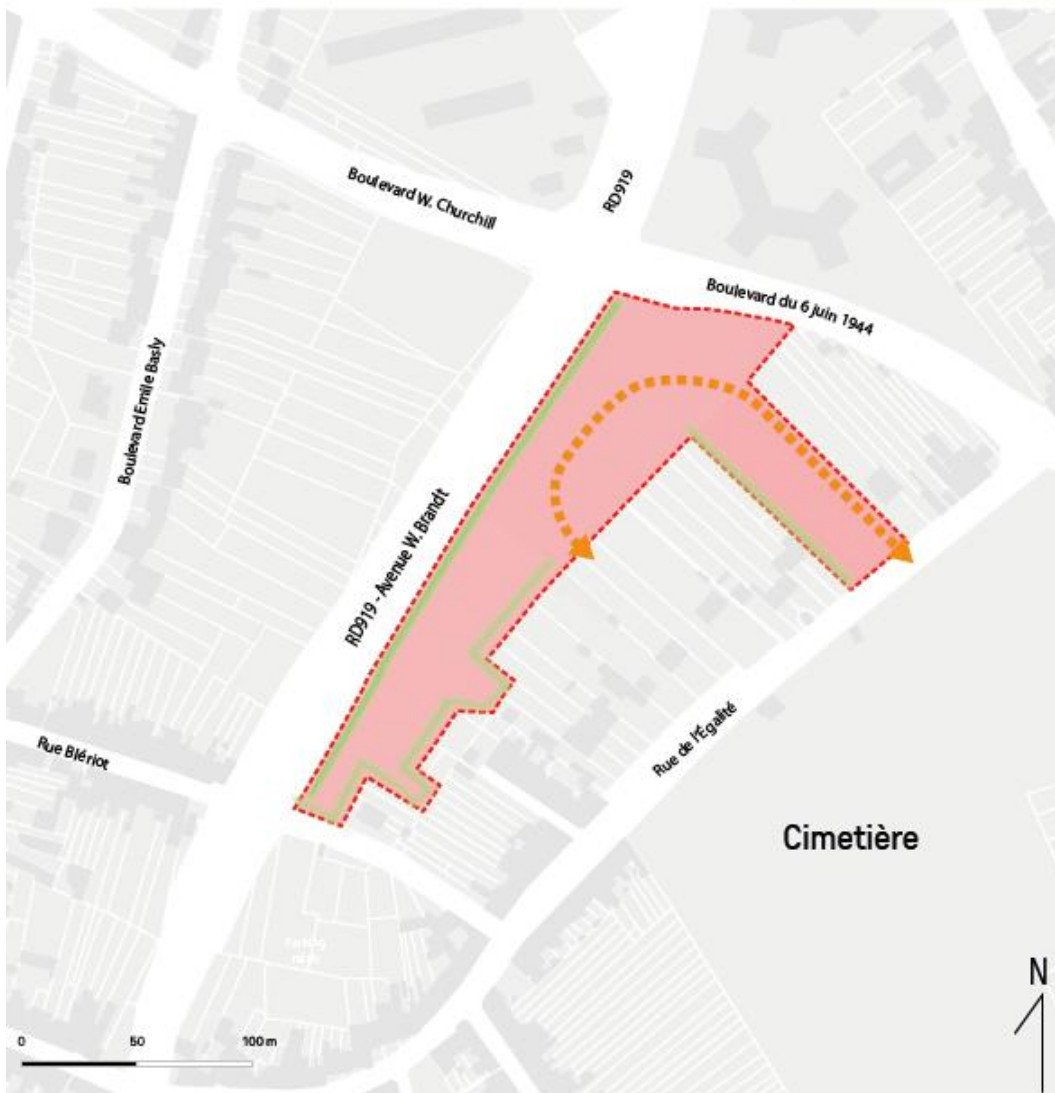 Boulevard W. Churchill
RD919
Boulevard du 6 juin 1944
Boulevard Emile Basly
RD919 - Avenue W. Brandt
Rue Blériot
Rue de l'Égalité
Cimetière
N
0 50 100 m